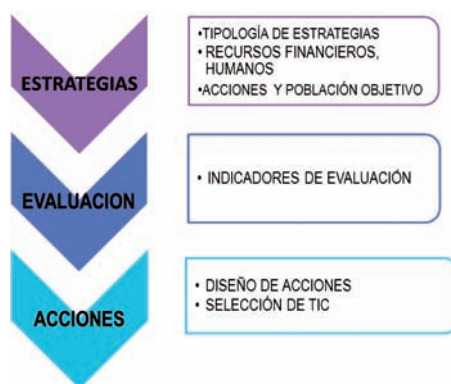 ESTRATEGIAS
•TIPOLOGÍA DE ESTRATEGIAS
• RECURSOS FINANCIEROS,
HUMANOS
•ACCIONES Y POBLACIÓN OBJETIVO
EVALUACION
• INDICADORES DE EVALUACIÓN
ACCIONES
• DISEÑO DE ACCIONES
• SELECCIÓN DE TIC